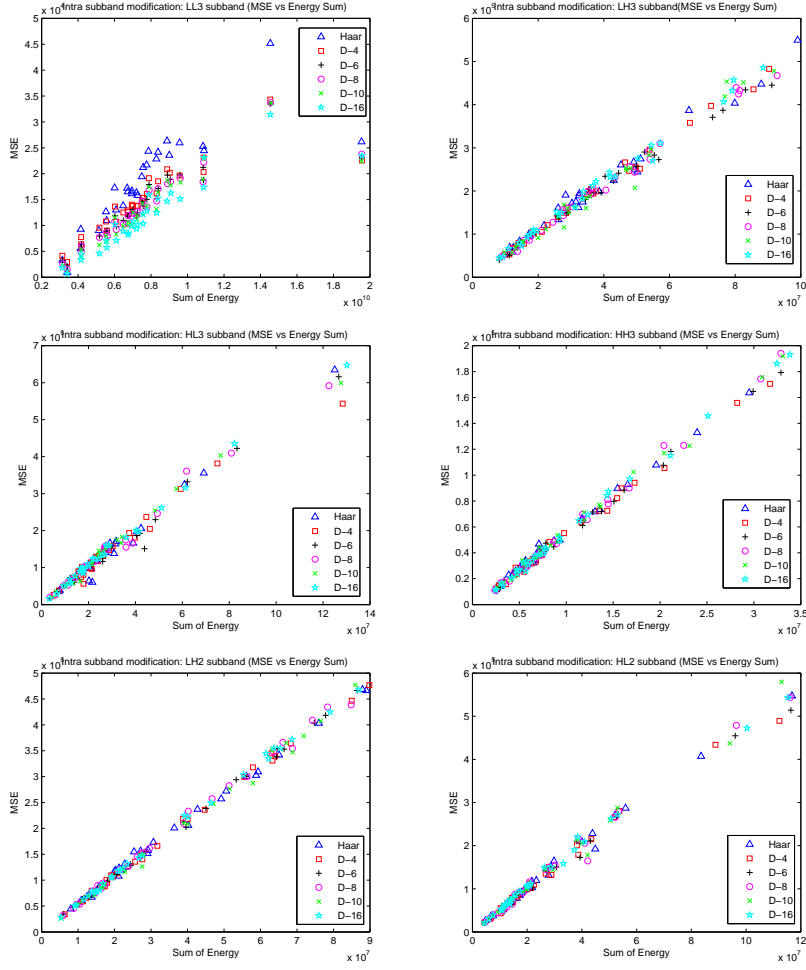 x 10
Intra subband modification: LL3 subband (MSE vs Energy Sum)
5
4.5
4
3.5
3
2.5
2
1.5
1
0.5
0
MSE
0.2 0.4 0.6 0.8 1 1.2 1.4 1.6 1.8 2
Sum of Energy
x 10^10
Haar
D-4
D-6
D-8
D-10
D-16
x 10
Intra subband modification: LH3 subband(MSE vs Energy Sum)
6
5
4
3
2
1
0
MSE
0 2 4 6 8 10
Sum of Energy
x 10^7
Haar
D-4
D-6
D-8
D-10
D-16
x 10
Intra subband modification: HL3 subband (MSE vs Energy Sum)
7
6
5
4
3
2
1
0
MSE
0 2 4 6 8 10 12 14
Sum of Energy
x 10^7
Haar
D-4
D-6
D-8
D-10
D-16
x 10
Intra subband modification: HH3 subband (MSE vs Energy Sum)
2
1.8
1.6
1.4
1.2
1
0.8
0.6
0.4
0.2
0
MSE
0 0.5 1 1.5 2 2.5 3 3.5
Sum of Energy
x 10^7
Haar
D-4
D-6
D-8
D-10
D-16
x 10
Intra subband modification: LH2 subband (MSE vs Energy Sum)
5
4.5
4
3.5
3
2.5
2
1.5
1
0.5
0
MSE
0 1 2 3 4 5 6 7 8 9
Sum of Energy
x 10^7
Haar
D-4
D-6
D-8
D-10
D-16
x 10
Intra subband modification: HL2 subband (MSE vs Energy Sum)
6
5
4
3
2
1
0
MSE
0 2 4 6 8 10 12
Sum of Energy
x 10^7
Haar
D-4
D-6
D-8
D-10
D-16